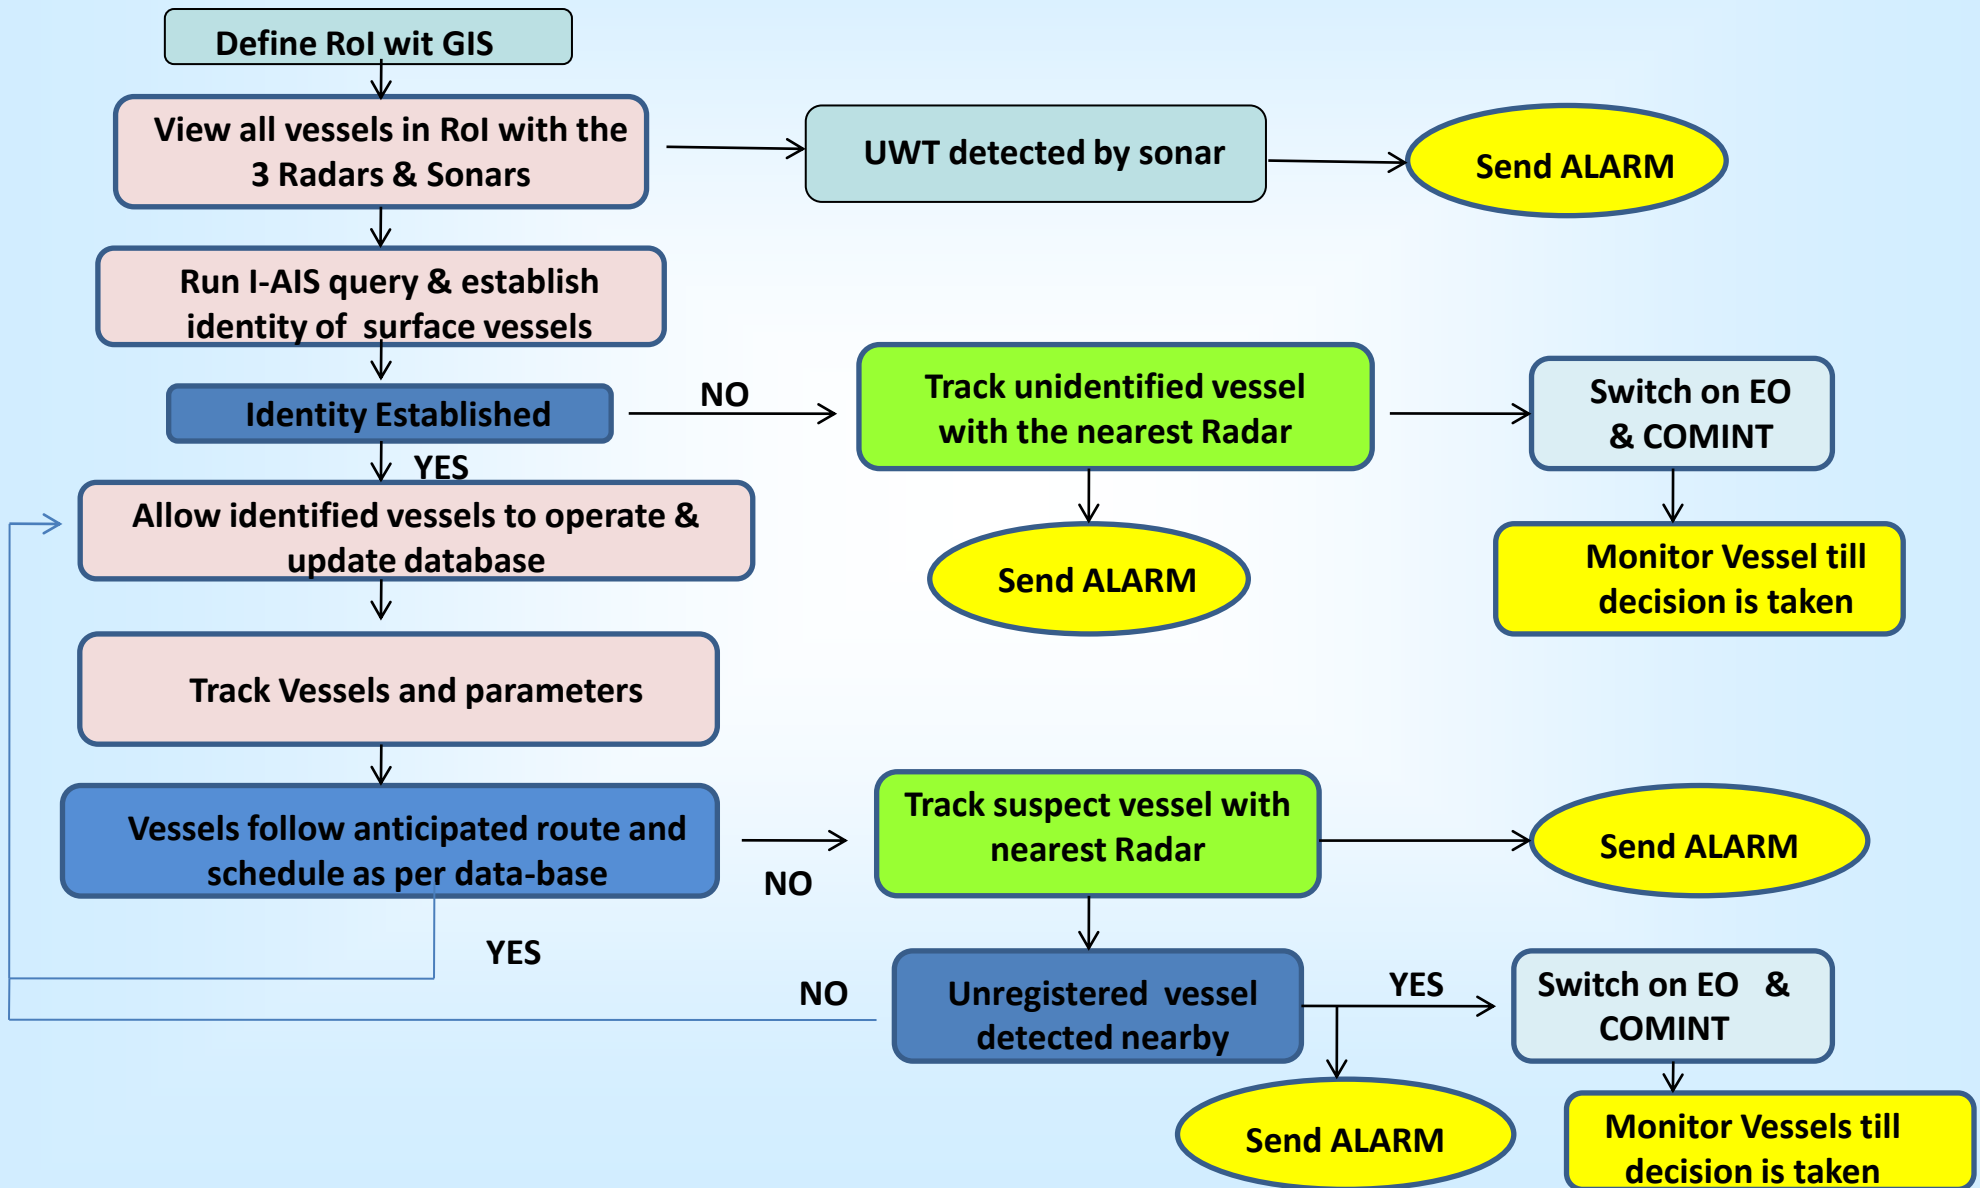 Define RoI wit GIS
View all vessels in RoI with the
3 Radars & Sonars
UWT detected by sonar
Send ALARM
Run I-AIS query & establish
identity of surface vessels
Identity Established
NO
Track unidentified vessel
with the nearest Radar
Switch on EO
& COMINT
YES
Allow identified vessels to operate &
update database
Send ALARM
Monitor Vessel till
decision is taken
Track Vessels and parameters
Vessels follow anticipated route and
schedule as per data-base
NO
Track suspect vessel with
nearest Radar
Send ALARM
YES
NO
Unregistered vessel
detected nearby
YES
Switch on EO &
COMINT
Send ALARM
Monitor Vessels till
decision is taken